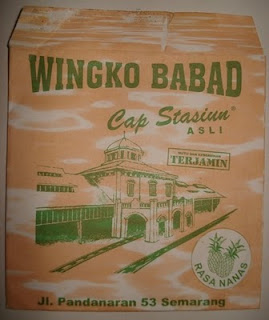 WINGKO BABAD
Cap Stasiun®
ASLI
TERJAMIN
RASA NANAS
Jl. Pandanaran 53 Semarang